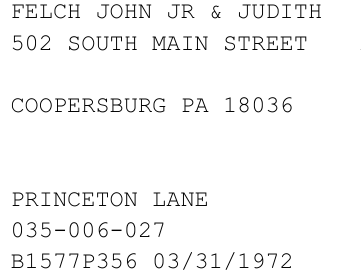 FELCH JOHN JR & JUDITH
502 SOUTH MAIN STREET
COOPERSBURG PA 18036
PRINCETON LANE
035-006-027
B1577P356 03/31/1972